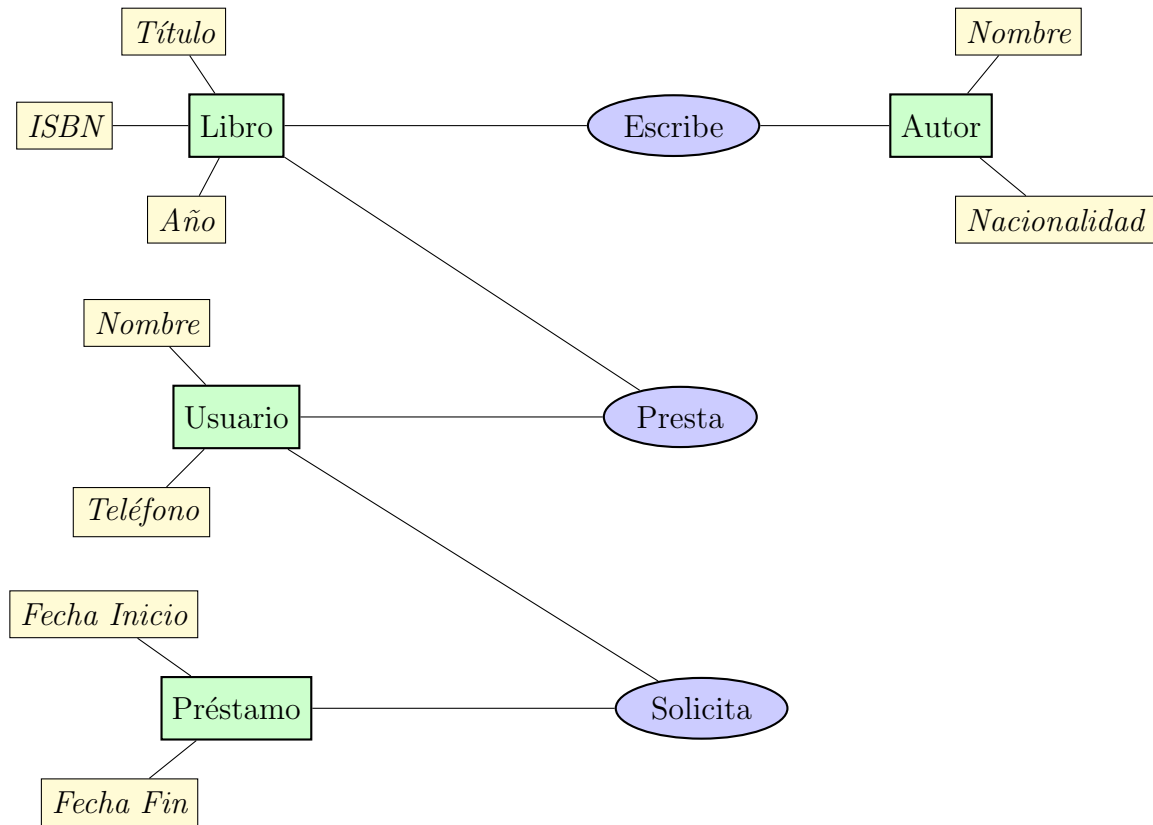 Título
Nombre
ISBN
Libro
Escribe
Autor
Año
Nacionalidad
Nombre
Usuario
Presta
Teléfono
Fecha Inicio
Préstamo
Solicita
Fecha Fin